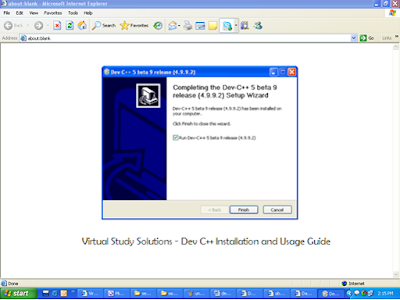 about:blank - Microsoft Internet Explorer
File Edit View Favorites Tools Help
Back Search Favorites
Address about:blank Go Links
Dev-C++ 5 beta 9 release (4.9.9.2)
Completing the Dev-C++ 5 beta 9
release (4.9.9.2) Setup Wizard
Dev-C++ 5 beta 9 release (4.9.9.2) has been installed on
your computer.
Click Finish to close this wizard.
Run Dev-C++ 5 beta 9 release (4.9.9.2)
< Back Finish Cancel
Virtual Study Solutions - Dev C++ Installation and Usage Guide
Done Internet
start 2:15 PM